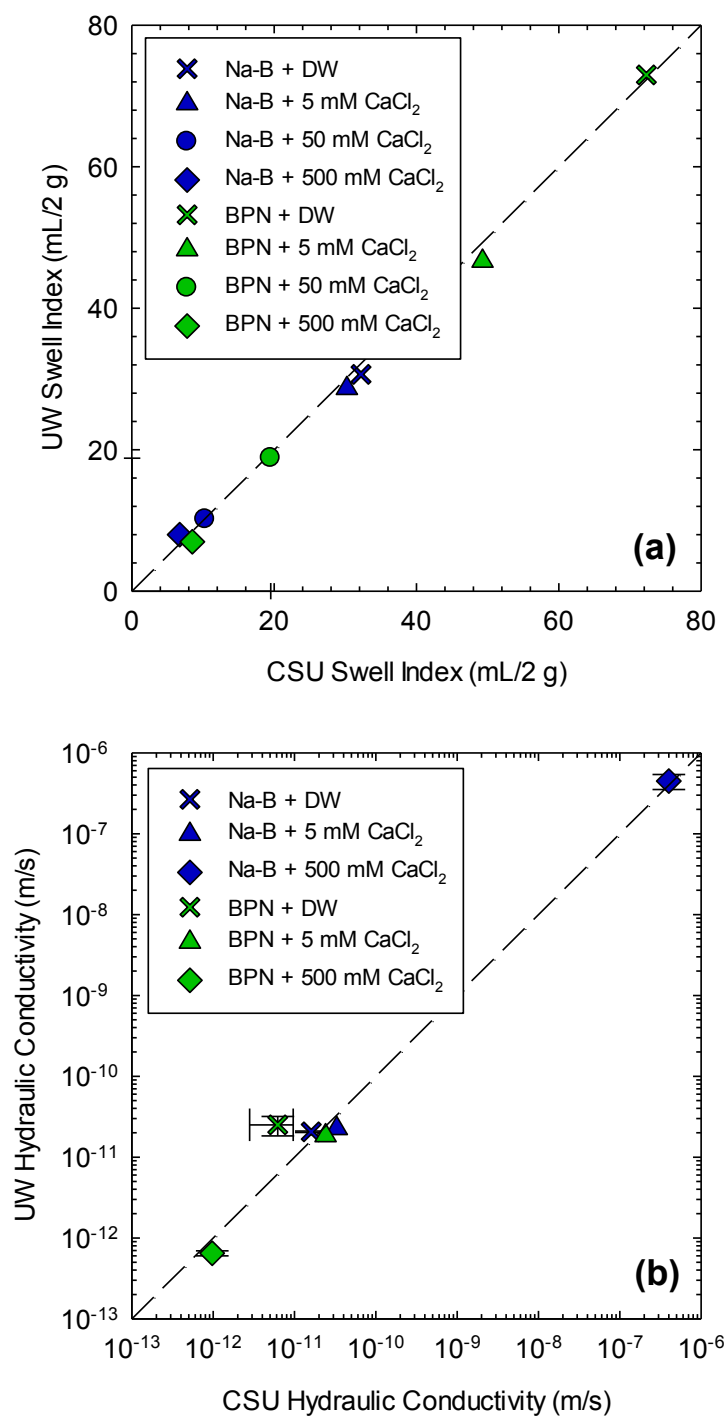 80
60
40
20
0
UW Swell Index (mL/2 g)
Na-B + DW
Na-B + 5 mM CaCl₂
Na-B + 50 mM CaCl₂
Na-B + 500 mM CaCl₂
BPN + DW
BPN + 5 mM CaCl₂
BPN + 50 mM CaCl₂
BPN + 500 mM CaCl₂
(a)
0 20 40 60 80
CSU Swell Index (mL/2 g)
10⁻⁶
10⁻⁷
10⁻⁸
10⁻⁹
10⁻¹⁰
10⁻¹¹
10⁻¹²
10⁻¹³
UW Hydraulic Conductivity (m/s)
Na-B + DW
Na-B + 5 mM CaCl₂
Na-B + 500 mM CaCl₂
BPN + DW
BPN + 5 mM CaCl₂
BPN + 500 mM CaCl₂
(b)
10⁻¹³ 10⁻¹² 10⁻¹¹ 10⁻¹⁰ 10⁻⁹ 10⁻⁸ 10⁻⁷ 10⁻⁶
CSU Hydraulic Conductivity (m/s)